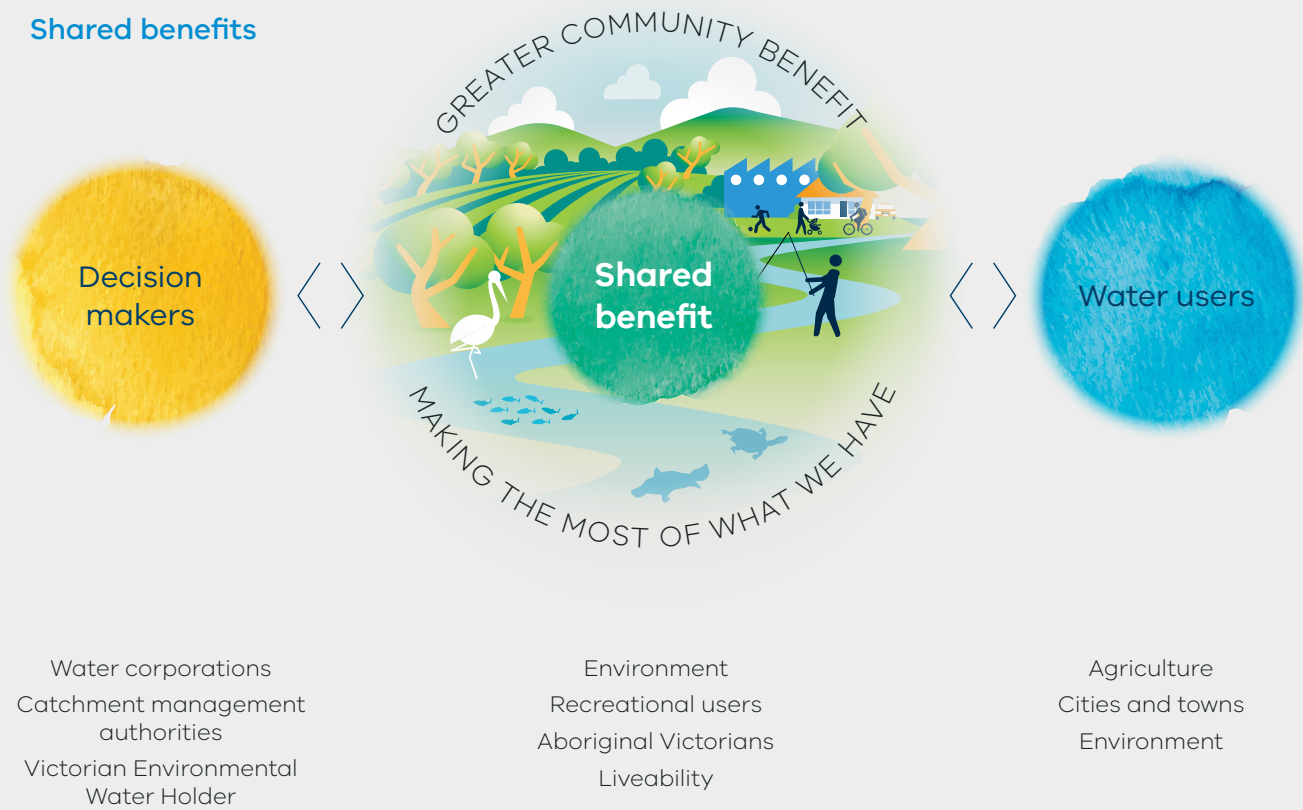 Shared benefits
GREATER COMMUNITY BENEFIT
Decision
makers
Shared
benefit
Water users
MAKING THE MOST OF WHAT WE HAVE
Water corporations
Catchment management
authorities
Victorian Environmental
Water Holder
Environment
Recreational users
Aboriginal Victorians
Liveability
Agriculture
Cities and towns
Environment